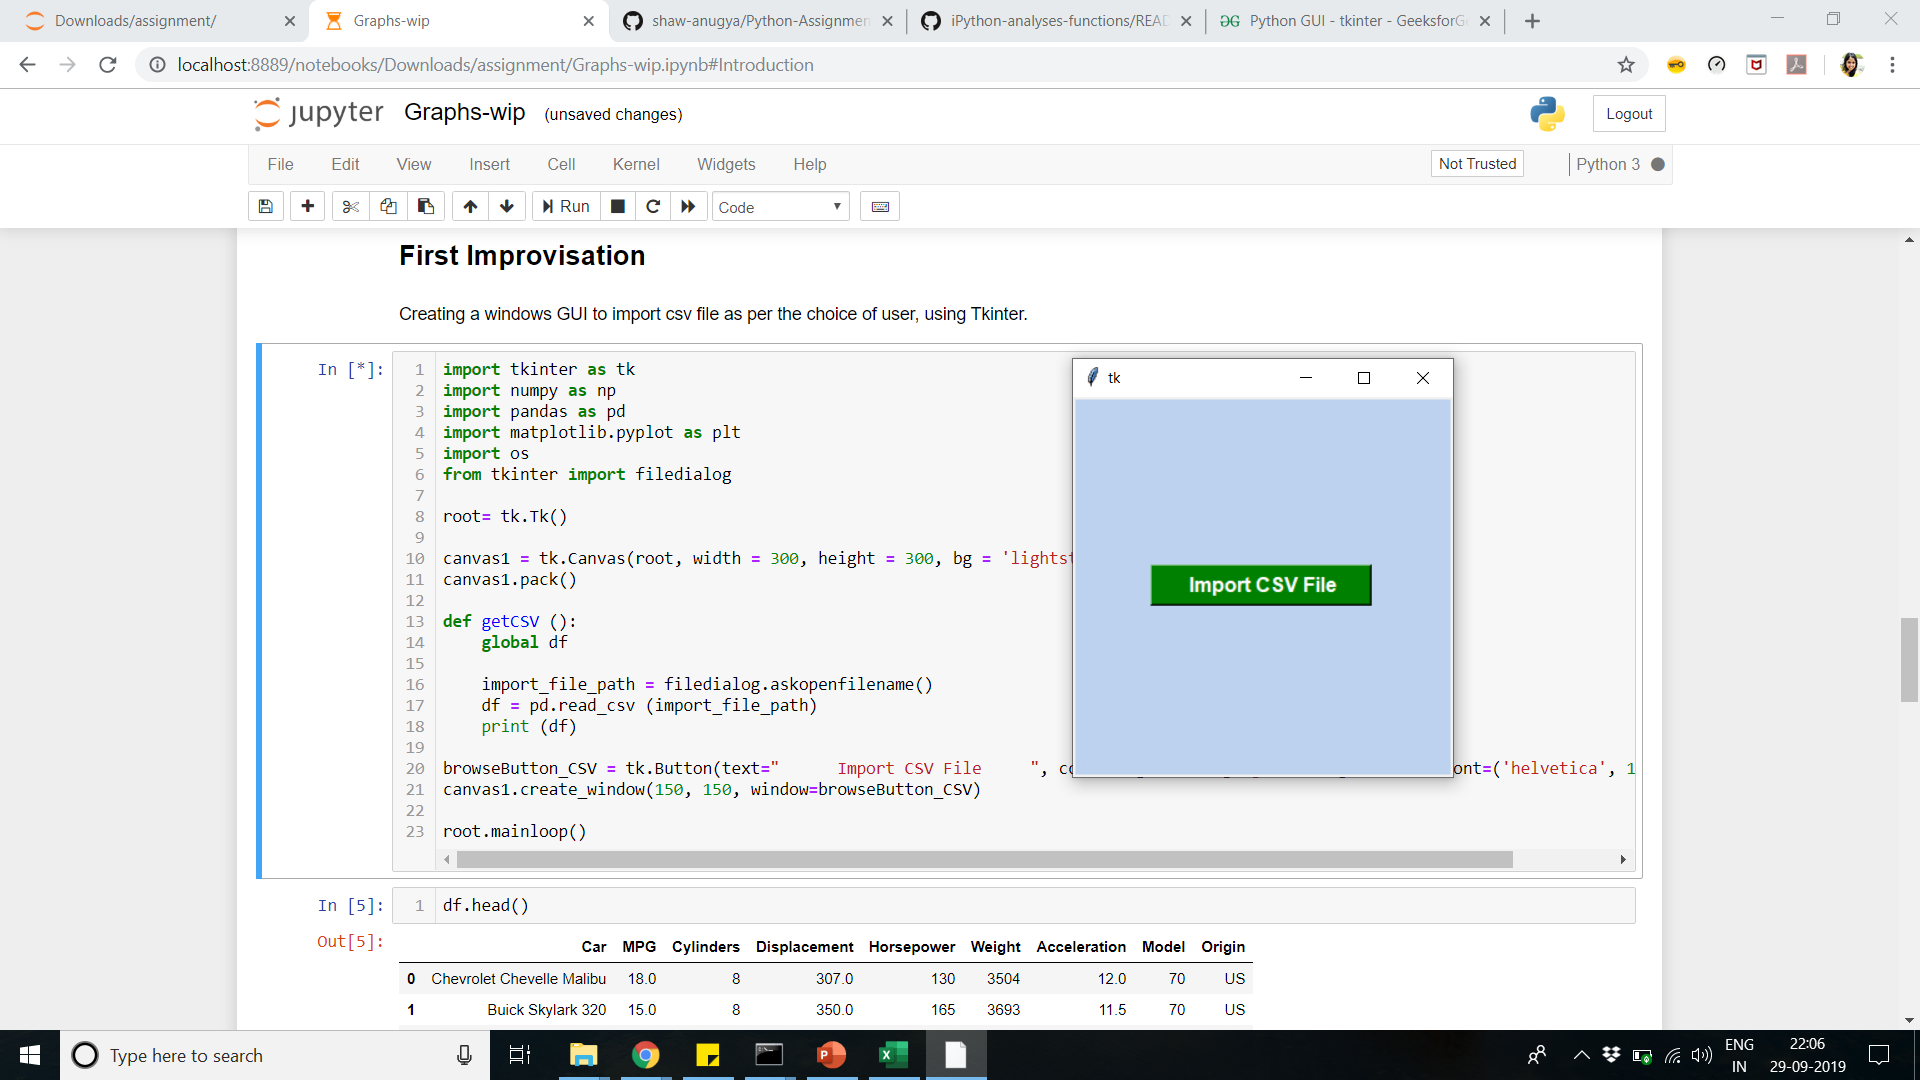 Downloads/assignment/
Graphs-wip
shaw-anugya/Python-Assignmen
iPython-analyses-functions/READ
Python GUI - tkinter - GeeksforG
localhost:8889/notebooks/Downloads/assignment/Graphs-wip.ipynb#Introduction
jupyter Graphs-wip (unsaved changes)
Logout
File Edit View Insert Cell Kernel Widgets Help
Not Trusted
Python 3
Run
Code
First Improvisation
Creating a windows GUI to import csv file as per the choice of user, using Tkinter.
In [*]:
1 import tkinter as tk
2 import numpy as np
3 import pandas as pd
4 import matplotlib.pyplot as plt
5 import os
6 from tkinter import filedialog
7
8 root= tk.Tk()
9
10 canvas1 = tk.Canvas(root, width = 300, height = 300, bg = 'lightst
11 canvas1.pack()
12
13 def getCSV ():
14 global df
15
16 import_file_path = filedialog.askopenfilename()
17 df = pd.read_csv (import_file_path)
18 print (df)
19
20 browseButton_CSV = tk.Button(text="      Import CSV File     ", co ont=('helvetica', 1
21 canvas1.create_window(150, 150, window=browseButton_CSV)
22
23 root.mainloop()
tk
Import CSV File
In [5]:
1 df.head()
Out[5]:
Car MPG Cylinders Displacement Horsepower Weight Acceleration Model Origin
0 Chevrolet Chevelle Malibu 18.0 8 307.0 130 3504 12.0 70 US
1 Buick Skylark 320 15.0 8 350.0 165 3693 11.5 70 US
Type here to search
ENG
IN
22:06
29-09-2019